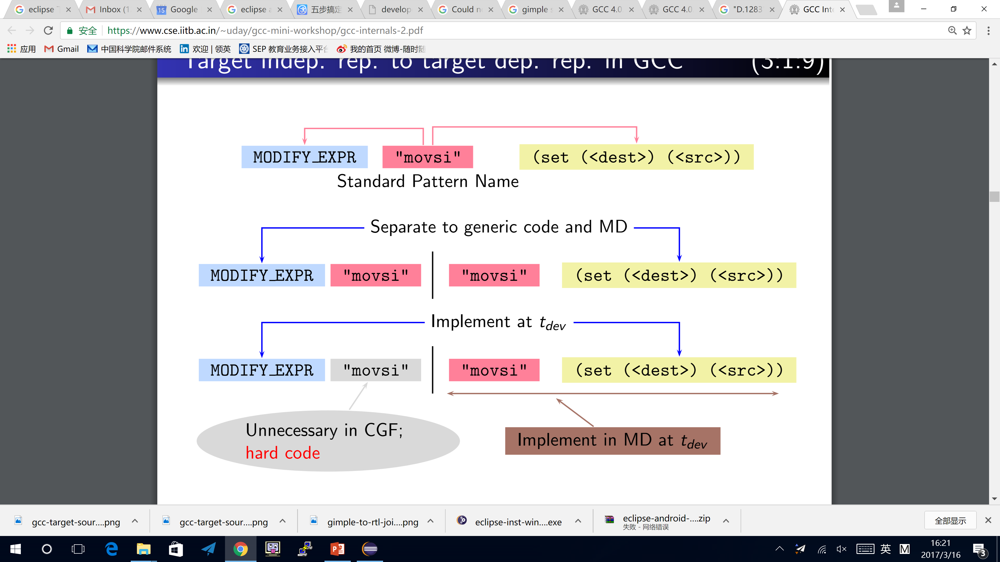 eclipse
Inbox (1
15
Google
eclipse a
五步搞定
develop
Could n
gimple s
GCC 4.0
GCC 4.0
"D.1283
GCC Inte
安全
https://www.cse.iitb.ac.in/~uday/gcc-mini-workshop/gcc-internals-2.pdf
应用
Gmail
中国科学院邮件系统
欢迎 | 领英
SEP 教育业务接入平台
我的首页 微博-随时随
Target indep. rep. to target dep. rep. in GCC (3.1.9)
MODIFY_EXPR "movsi" (set (<dest>) (<src>))
Standard Pattern Name
Separate to generic code and MD
MODIFY_EXPR "movsi" "movsi" (set (<dest>) (<src>))
Implement at tdev
MODIFY_EXPR "movsi" "movsi" (set (<dest>) (<src>))
Unnecessary in CGF;
hard code
Implement in MD at tdev
gcc-target-sour....png
gcc-target-sour....png
gimple-to-rtl-joi....png
eclipse-inst-win....exe
eclipse-android-....zip
失败 - 网络错误
全部显示
英
M
16:21
2017/3/16
3